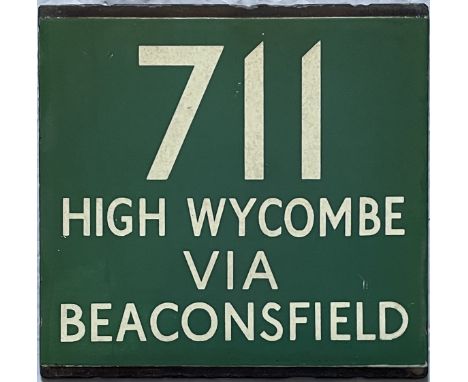 711
HIGH WYCOMBE
VIA
BEACONSFIELD